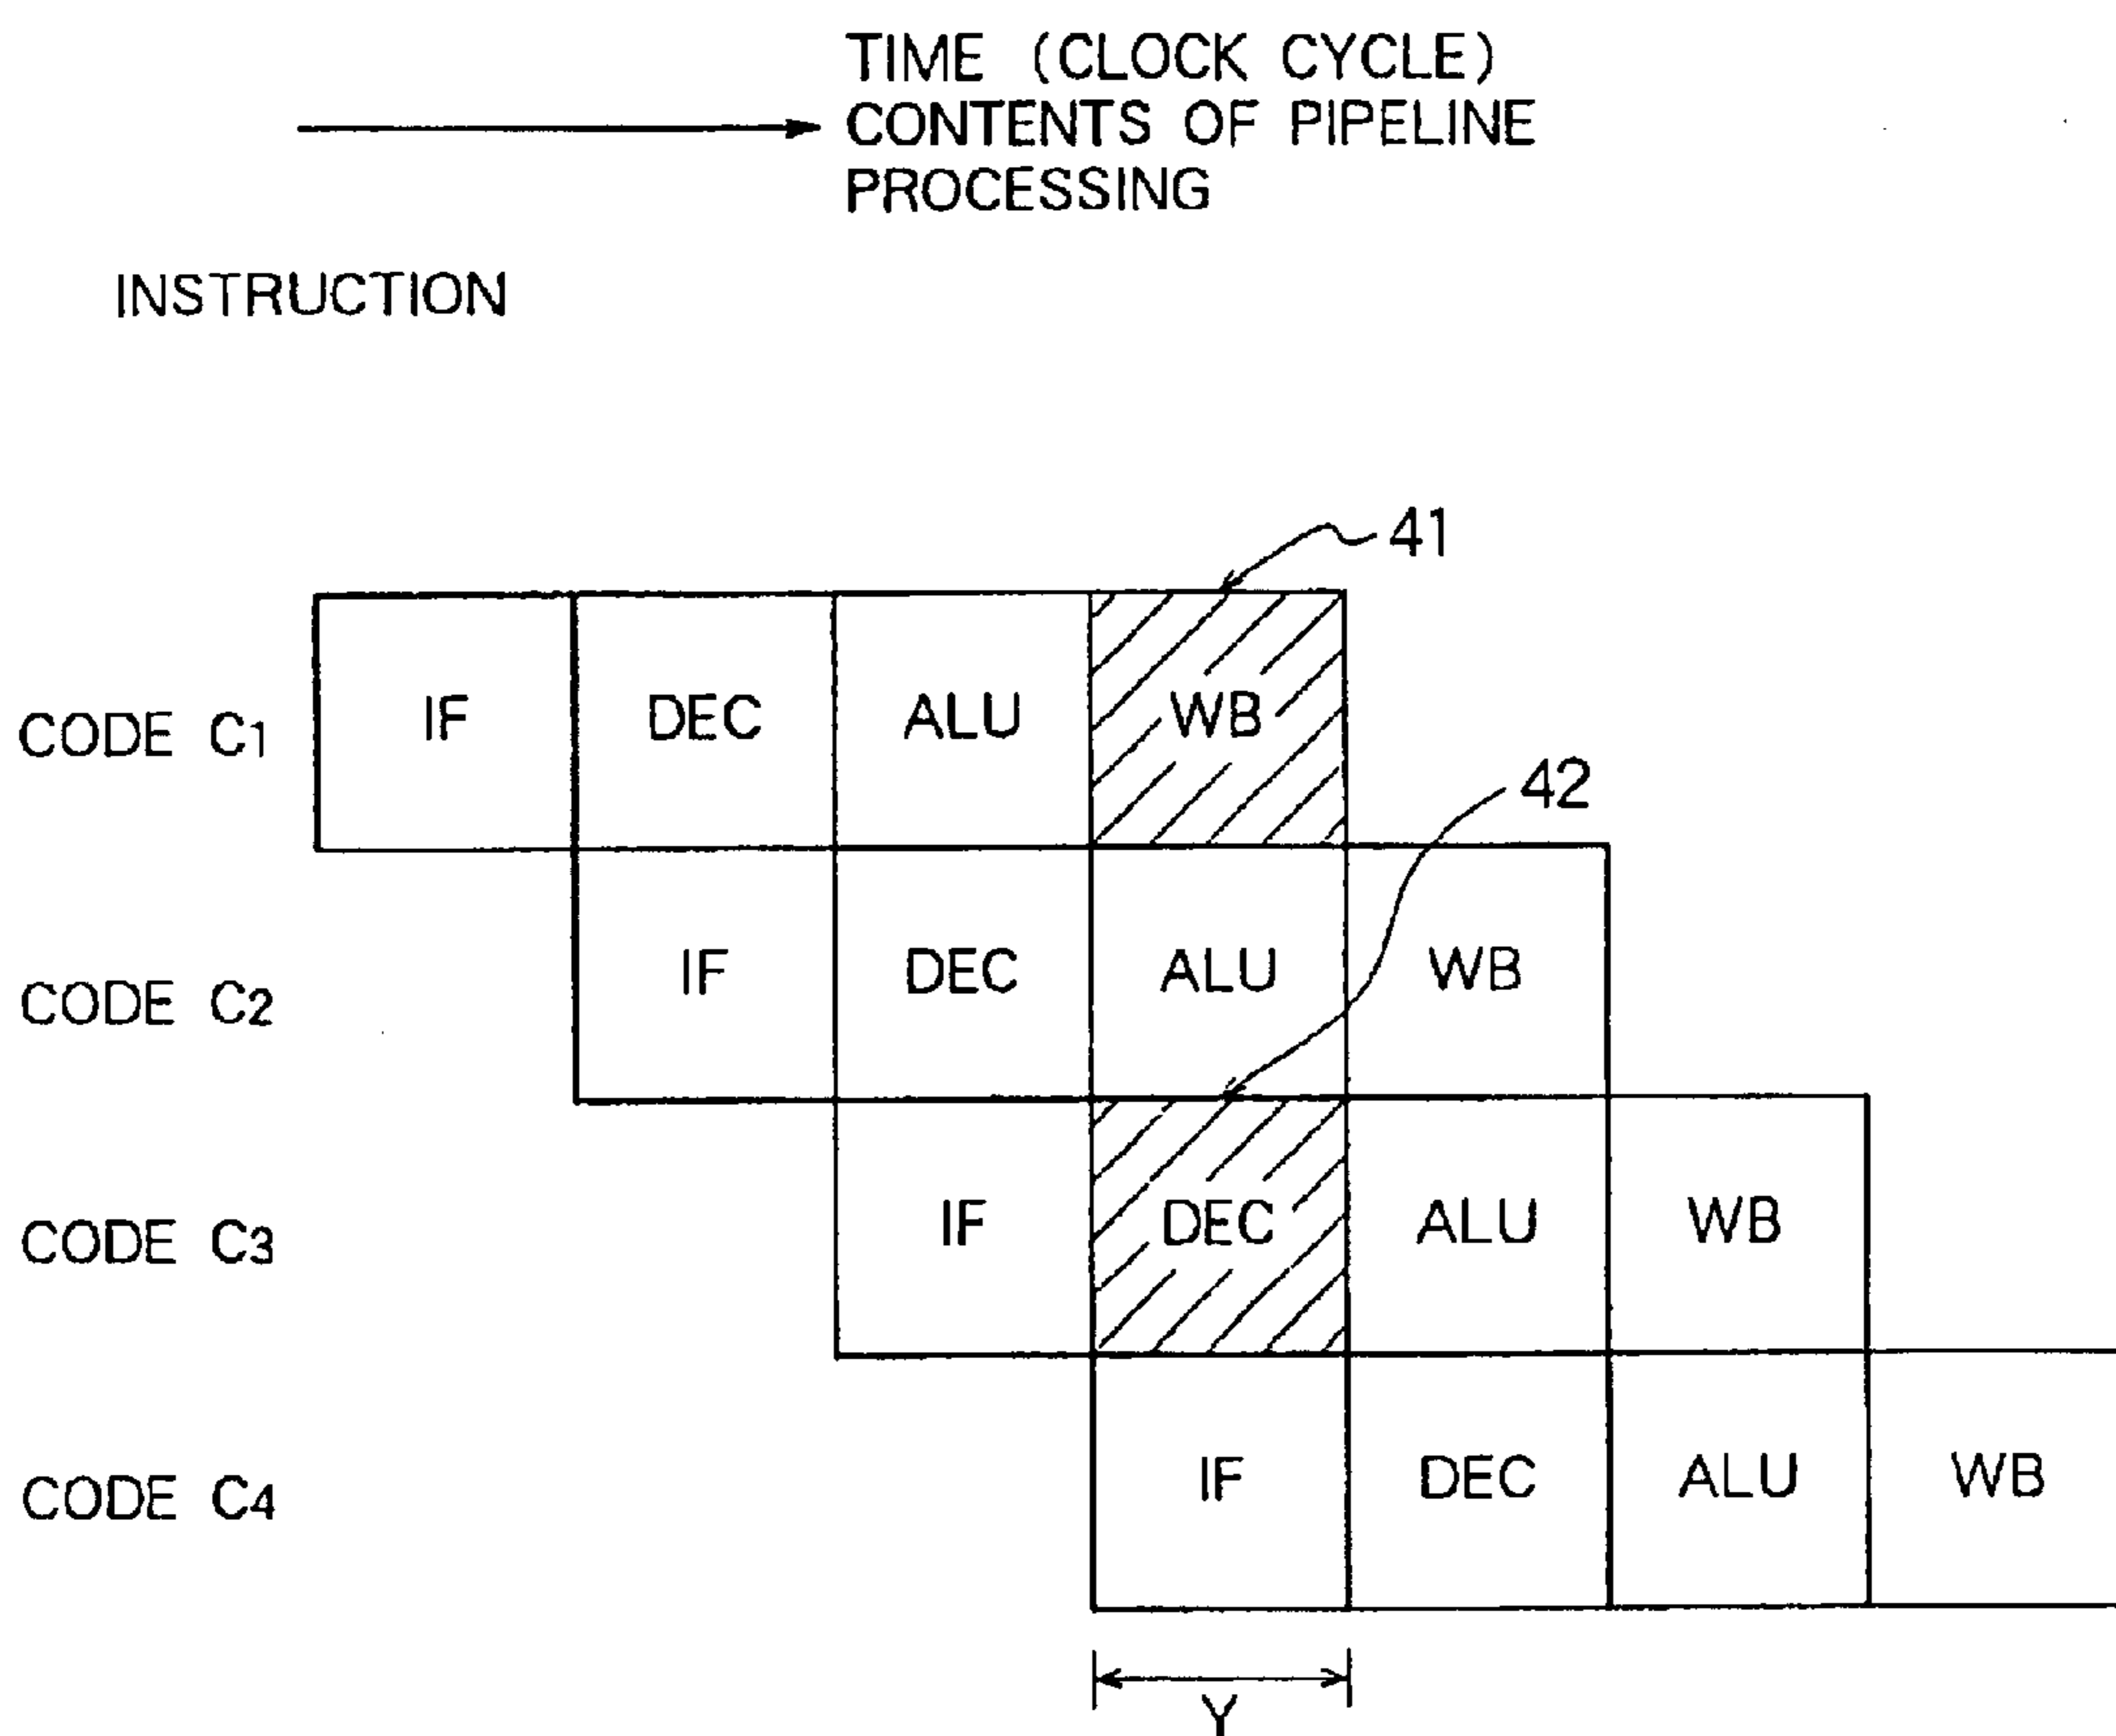 TIME (CLOCK CYCLE)
CONTENTS OF PIPELINE
PROCESSING
INSTRUCTION
41
CODE C1 IF DEC ALU WB
42
CODE C2 IF DEC ALU WB
CODE C3 IF DEC ALU WB
CODE C4 IF DEC ALU WB
Y